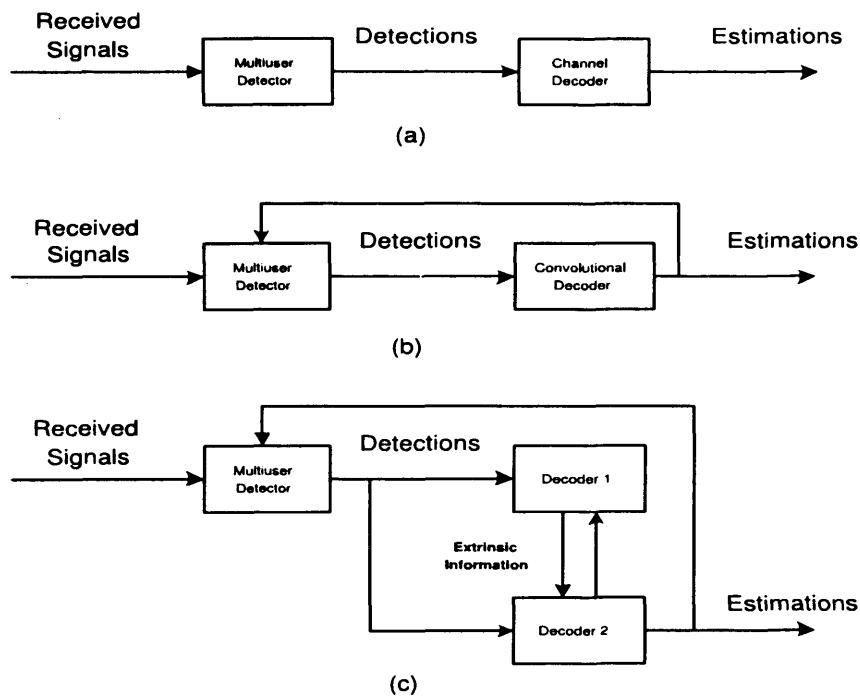 Received
Signals
Detections
Estimations
Multiuser
Detector
Channel
Decoder
(a)
Received
Signals
Detections
Estimations
Multiuser
Detector
Convolutional
Decoder
(b)
Received
Signals
Detections
Multiuser
Detector
Decoder 1
Extrinsic
Information
Estimations
Decoder 2
(c)